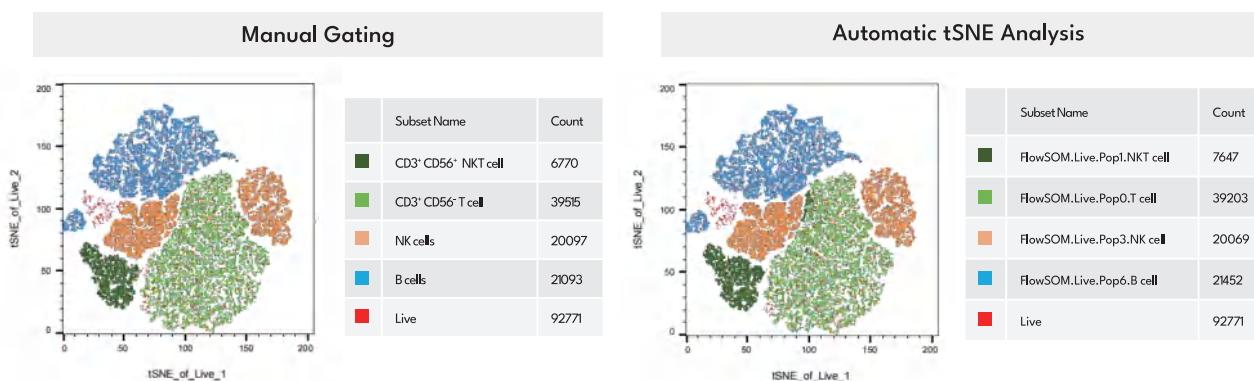 Manual Gating
200
150
100
50
0
0 50 100 150 200
tSNE_of_Live_2
tSNE_of_Live_1
Subset Name Count
CD3⁺ CD56⁺ NKT cell 6770
CD3⁺ CD56⁻ T cell 39515
NK cells 20097
B cells 21093
Live 92771
Automatic tSNE Analysis
200
150
100
50
0
0 50 100 150 200
tSNE_of_Live_2
tSNE_of_Live_1
Subset Name Count
FlowSOM.Live.Pop1.NKT cell 7647
FlowSOM.Live.Pop0.T cell 39203
FlowSOM.Live.Pop3.NK cell 20069
FlowSOM.Live.Pop6.B cell 21452
Live 92771